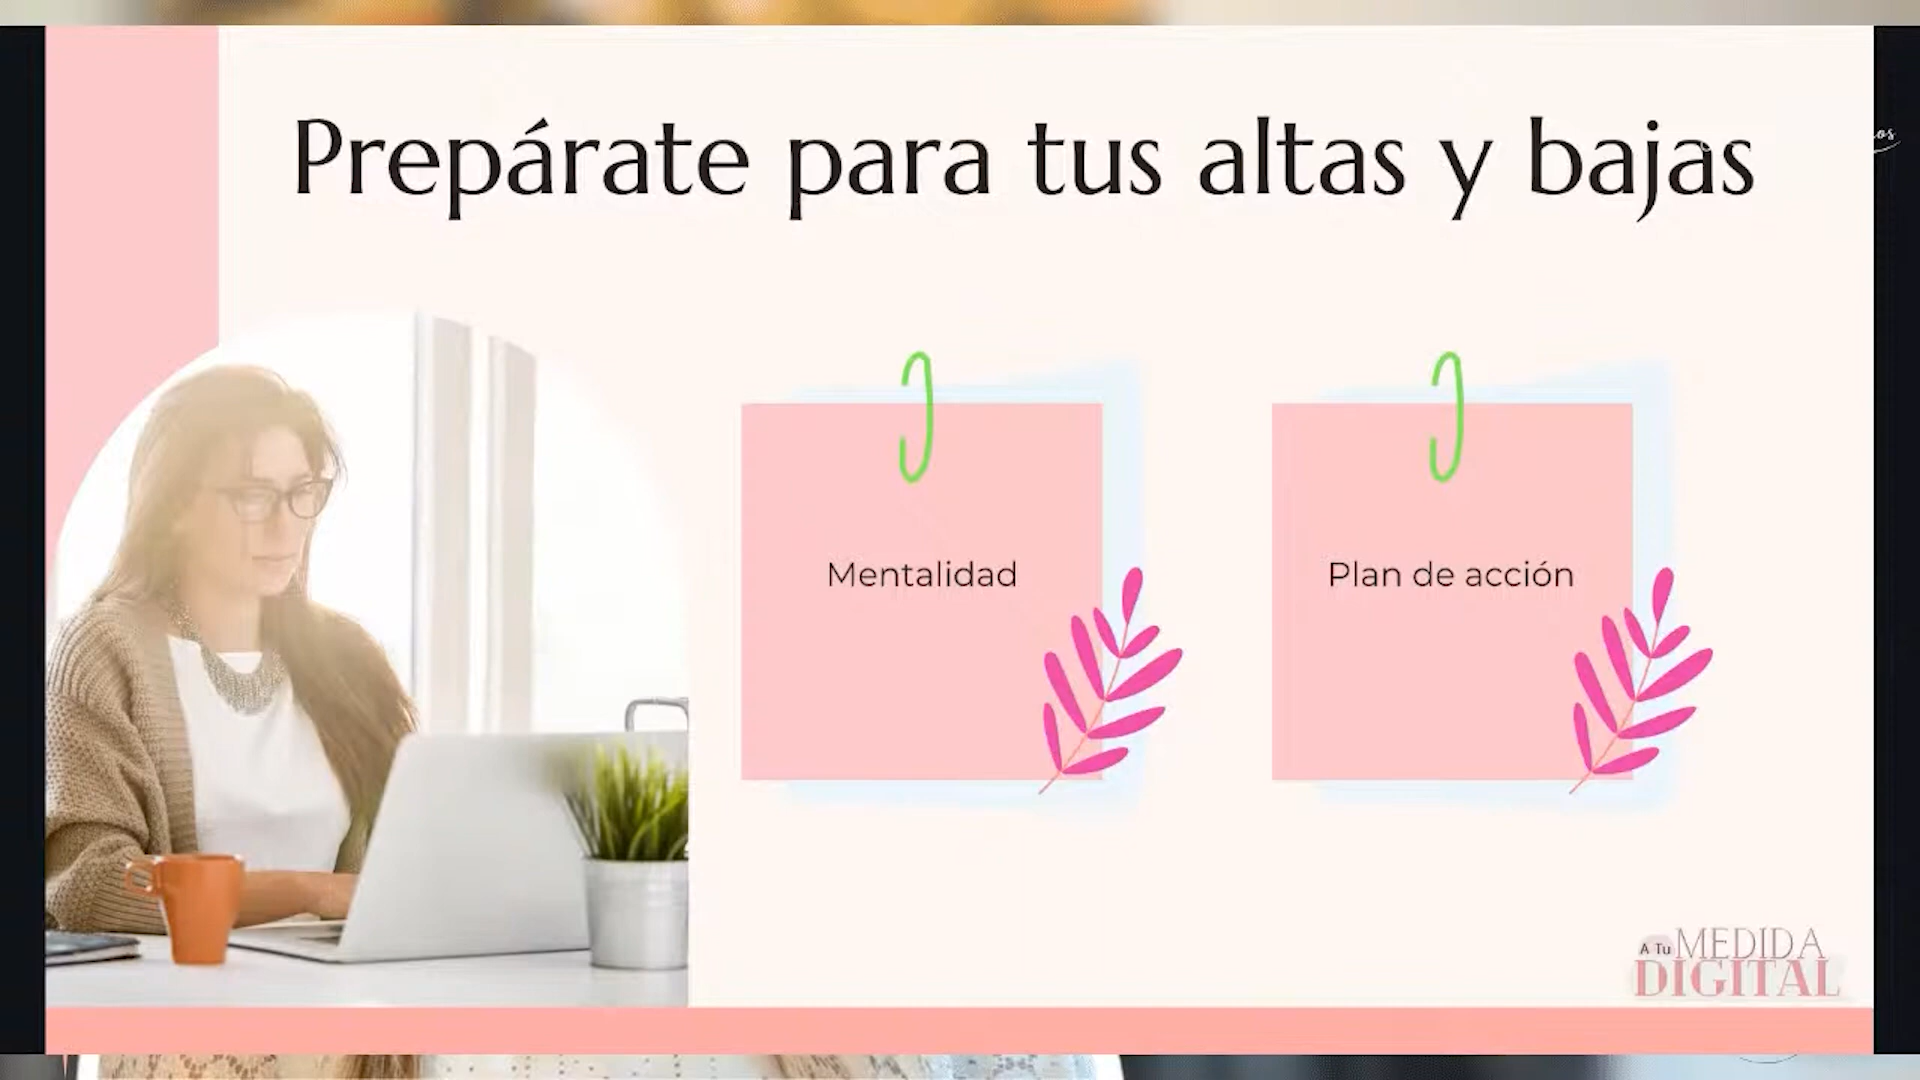 Prepárate para tus altas y bajas
Mentalidad
Plan de acción
A Tu MEDIDA
DIGITAL